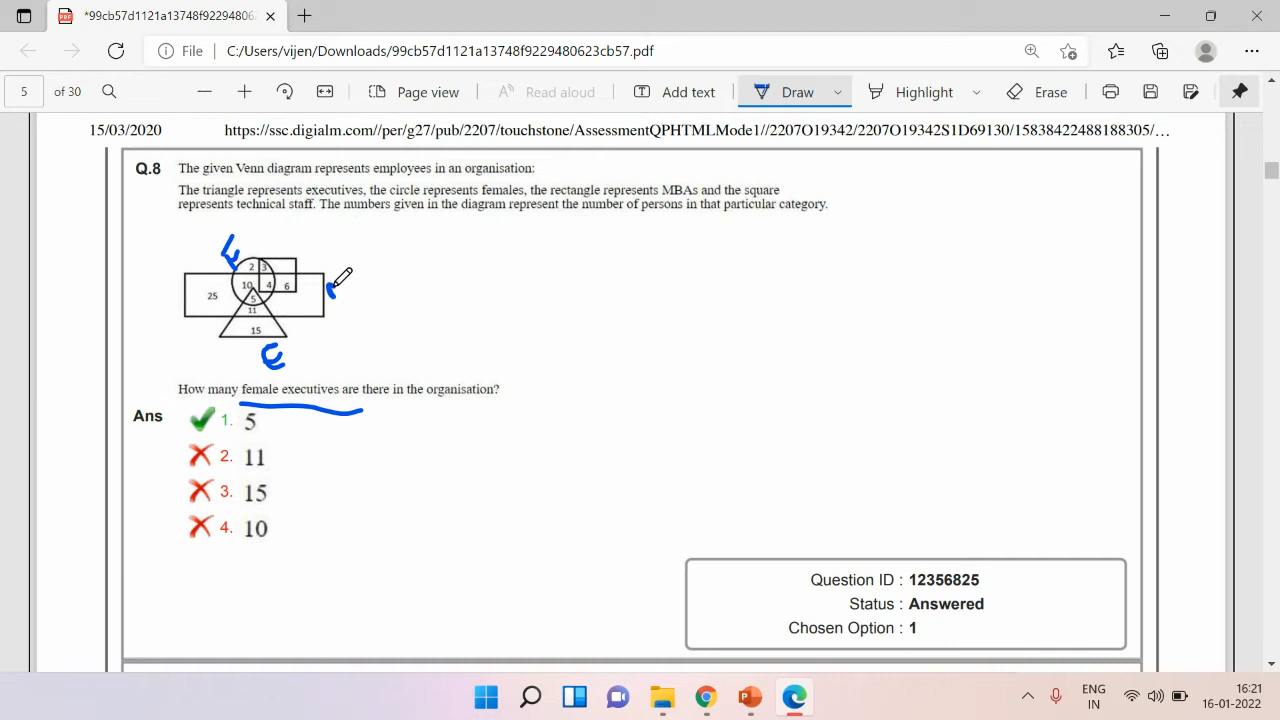 *99cb57d1121a13748f9229480623
File
C:/Users/vijen/Downloads/99cb57d1121a13748f9229480623cb57.pdf
5 of 30
Page view
Read aloud
Add text
Draw
Highlight
Erase
15/03/2020
https://ssc.digialm.com//per/g27/pub/2207/touchstone/AssessmentQPHTMLMode1//2207O19342/2207O19342S1D69130/15838422488188305/…
Q.8 The given Venn diagram represents employees in an organisation:
The triangle represents executives, the circle represents females, the rectangle represents MBAs and the square
represents technical staff. The numbers given in the diagram represent the number of persons in that particular category.
F
2 3
10 4 6
25
5
11
15
E
How many female executives are there in the organisation?
Ans
1. 5
2. 11
3. 15
4. 10
Question ID : 12356825
Status : Answered
Chosen Option : 1
ENG
IN
16:21
16-01-2022